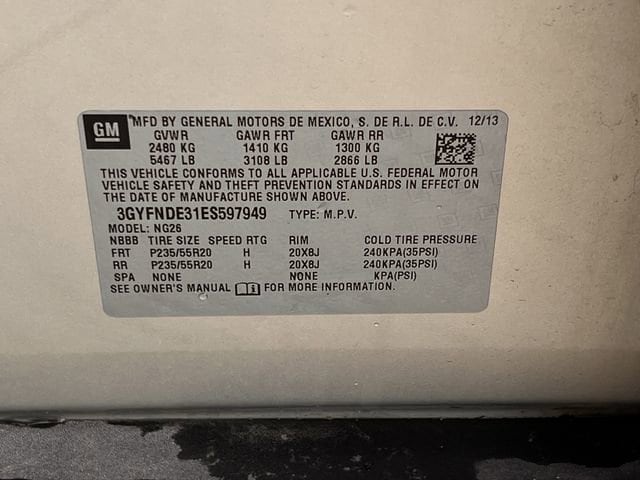 GM
MFD BY GENERAL MOTORS DE MEXICO, S. DE R.L. DE C.V. 12/13
GVWR GAWR FRT GAWR RR
2480 KG 1410 KG 1300 KG
5467 LB 3108 LB 2866 LB
THIS VEHICLE CONFORMS TO ALL APPLICABLE U.S. FEDERAL MOTOR
VEHICLE SAFETY AND THEFT PREVENTION STANDARDS IN EFFECT ON
THE DATE OF MANUFACTURE SHOWN ABOVE.
3GYFNDE31ES597949 TYPE: M.P.V.
MODEL: NG26
NBBB TIRE SIZE SPEED RTG RIM COLD TIRE PRESSURE
FRT P235/55R20 H 20X8J 240KPA(35PSI)
RR P235/55R20 H 20X8J 240KPA(35PSI)
SPA NONE NONE KPA(PSI)
SEE OWNER'S MANUAL FOR MORE INFORMATION.